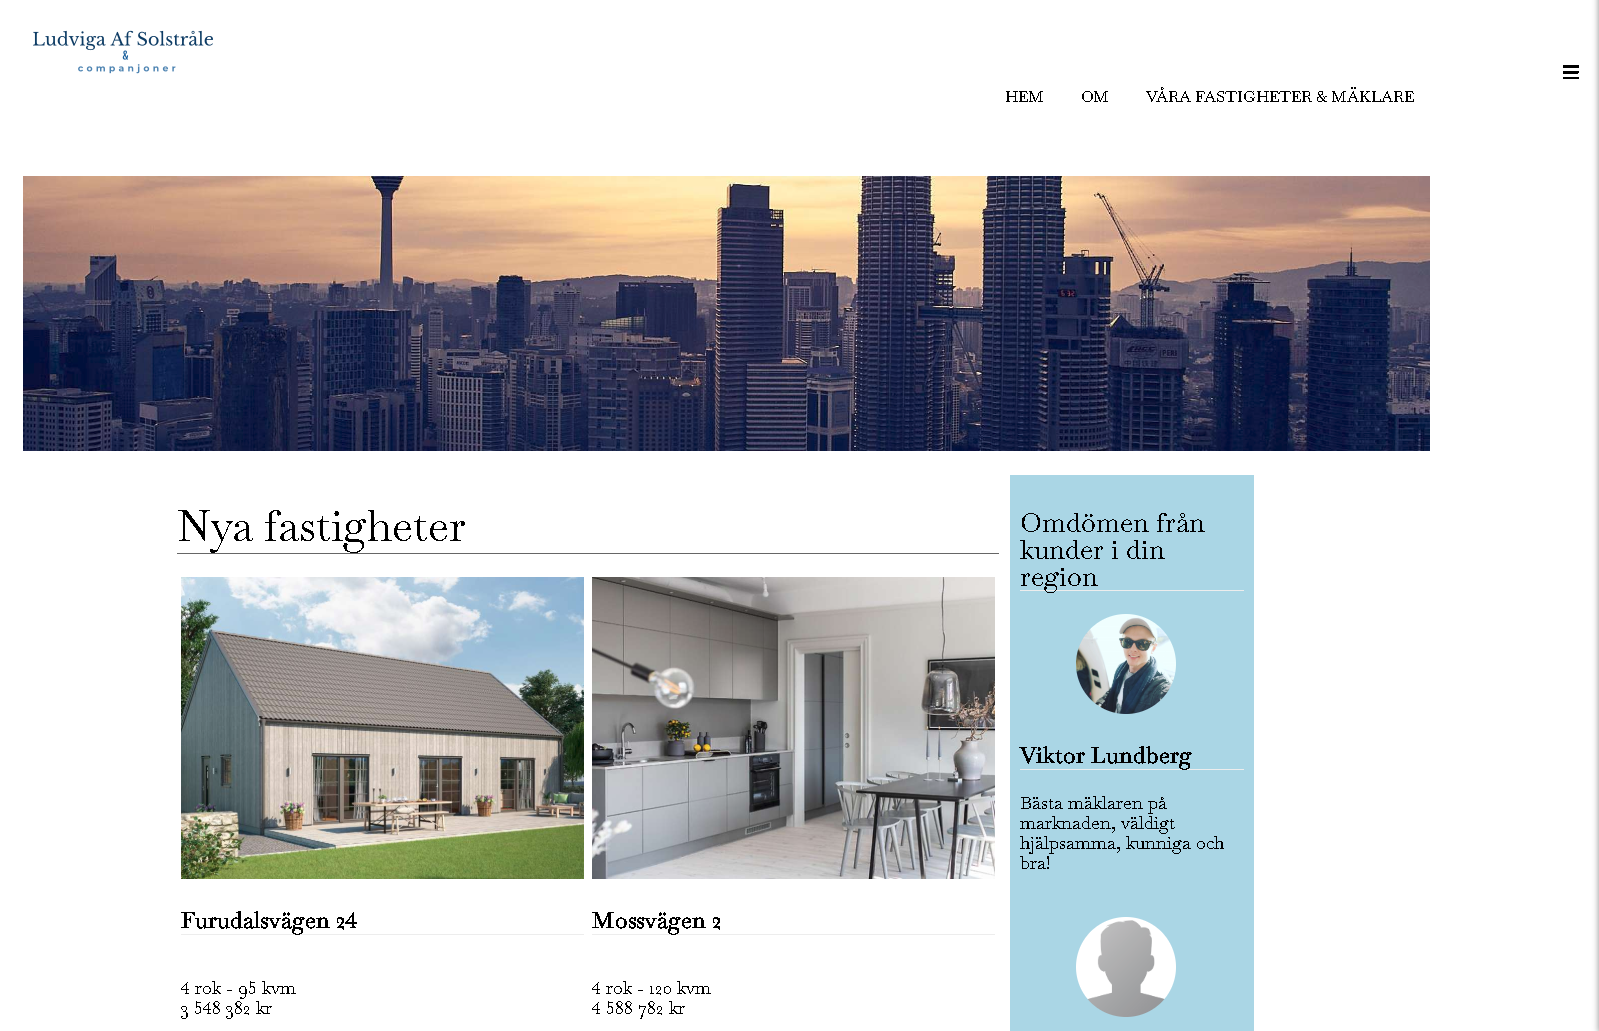 Ludviga Af Solstråle
&
companjoner
HEM
OM
VÅRA FASTIGHETER & MÄKLARE
Nya fastigheter
Furudalsvägen 24
4 rok - 95 kvm
3 548 382 kr
Mossvägen 2
4 rok - 120 kvm
4 588 782 kr
Omdömen från
kunder i din
region
Viktor Lundberg
Bästa mäklaren på
marknaden, väldigt
hjälpsamma, kunniga och
bra!